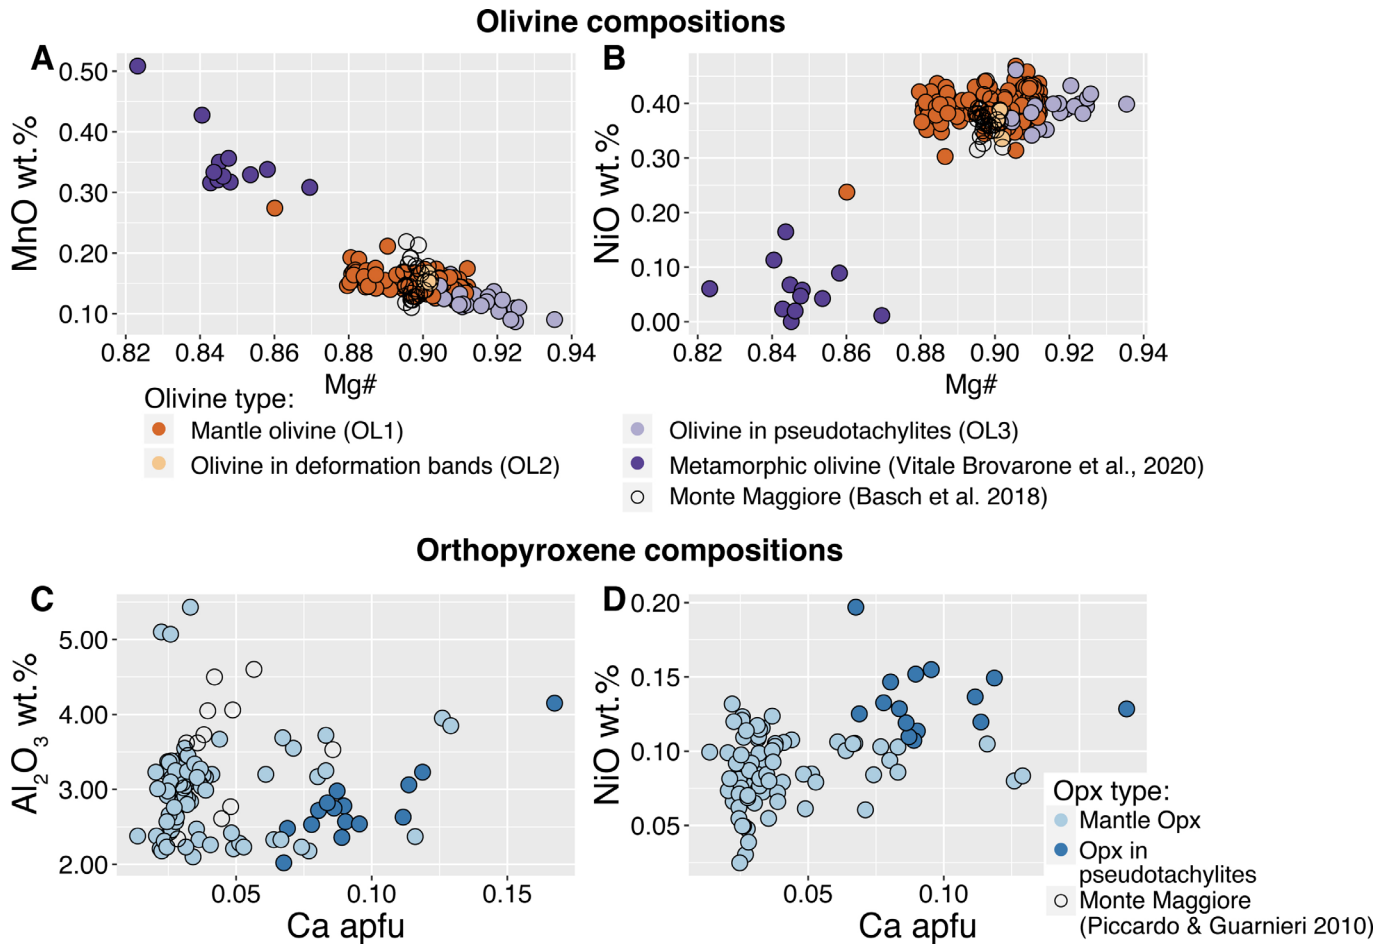 Olivine compositions
A
B
MnO wt.%
0.50
0.40
0.30
0.20
0.10
0.82 0.84 0.86 0.88 0.90 0.92 0.94
Mg#
NiO wt.%
0.40
0.30
0.20
0.10
0.00
0.82 0.84 0.86 0.88 0.90 0.92 0.94
Mg#
Olivine type:
Mantle olivine (OL1)
Olivine in deformation bands (OL2)
Olivine in pseudotachylites (OL3)
Metamorphic olivine (Vitale Brovarone et al., 2020)
Monte Maggiore (Basch et al. 2018)
Orthopyroxene compositions
C
D
Al₂O₃ wt.%
5.00
4.00
3.00
2.00
0.05 0.10 0.15
Ca apfu
NiO wt.%
0.20
0.15
0.10
0.05
0.05 0.10
Ca apfu
Opx type:
Mantle Opx
Opx in
pseudotachylites
Monte Maggiore
(Piccardo & Guarnieri 2010)